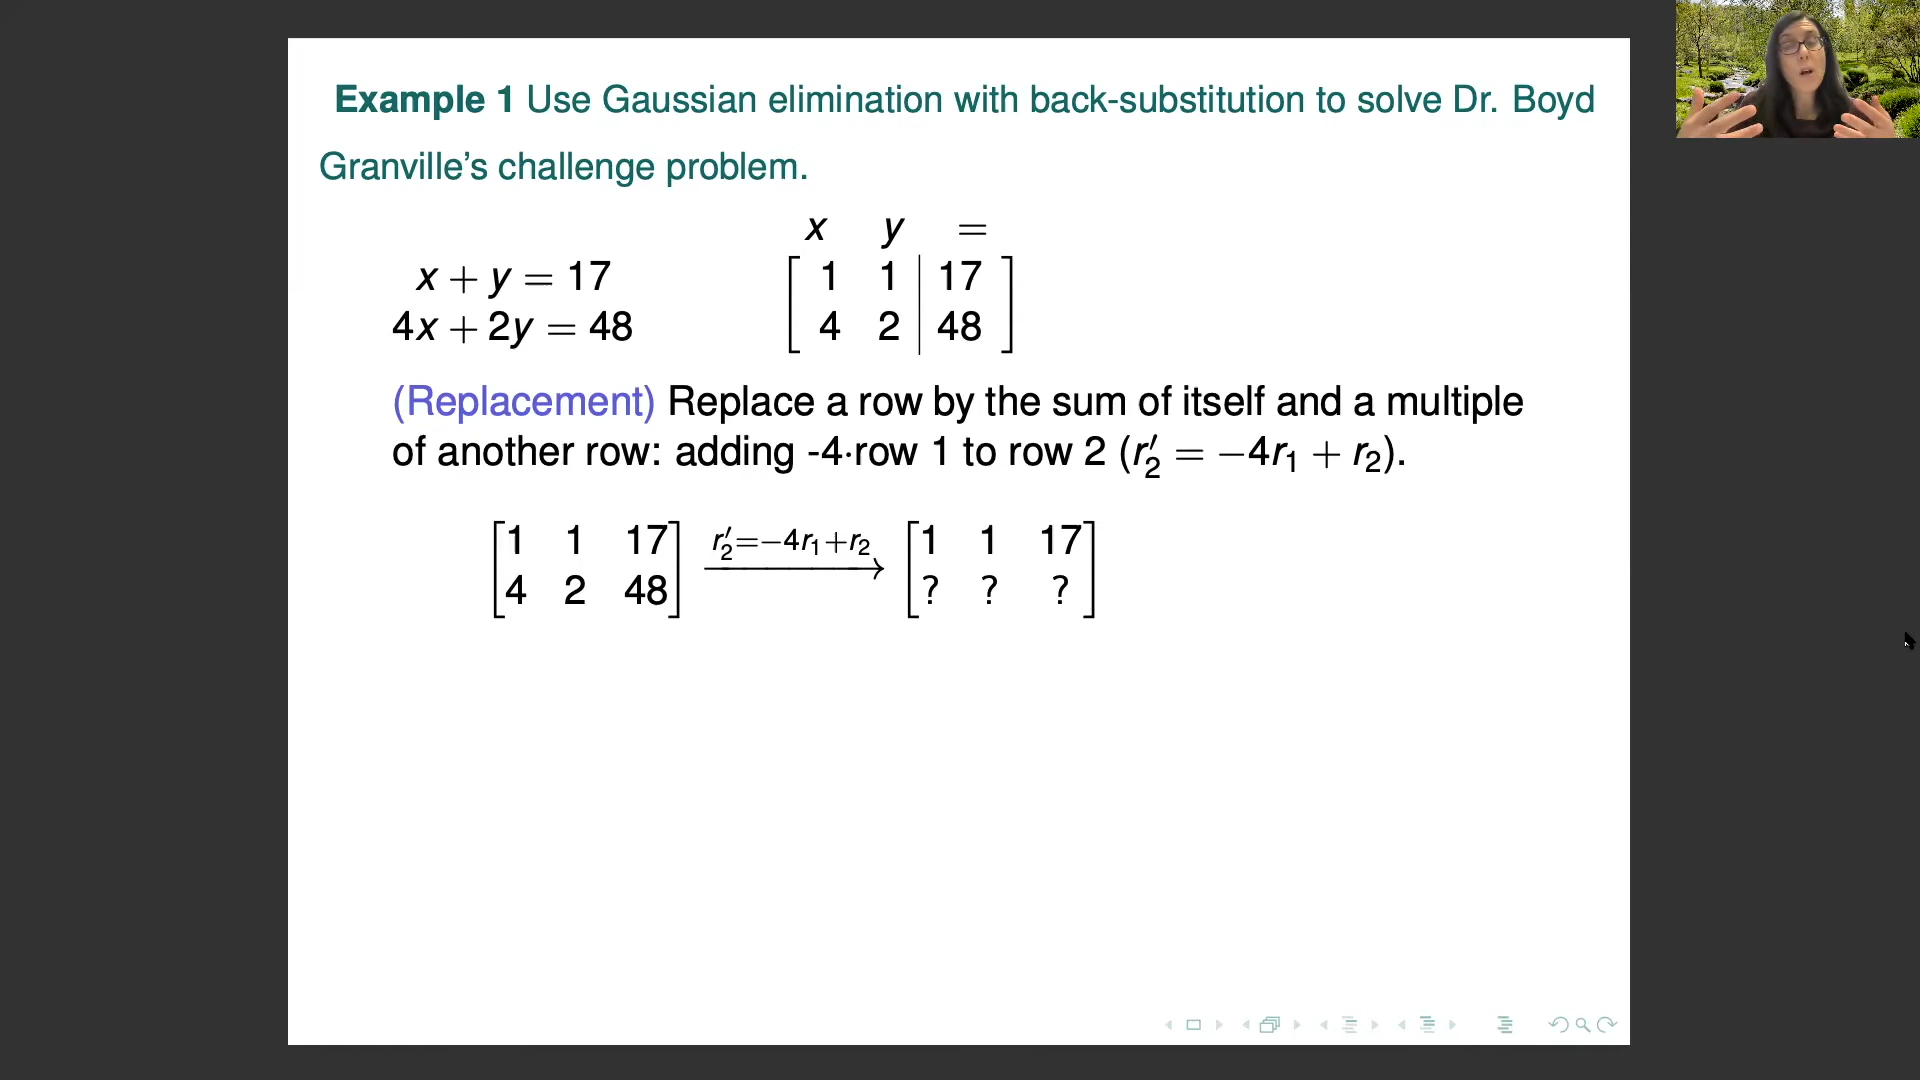 Example 1 Use Gaussian elimination with back-substitution to solve Dr. Boyd
Granville's challenge problem.
x y =
x + y = 17 [ 1 1 | 17 ]
4x + 2y = 48 [ 4 2 | 48 ]
(Replacement) Replace a row by the sum of itself and a multiple
of another row: adding -4·row 1 to row 2 (r₂′ = −4r₁ + r₂).
[1 1 17] r₂′=−4r₁+r₂ → [1 1 17]
[4 2 48] [? ? ?]